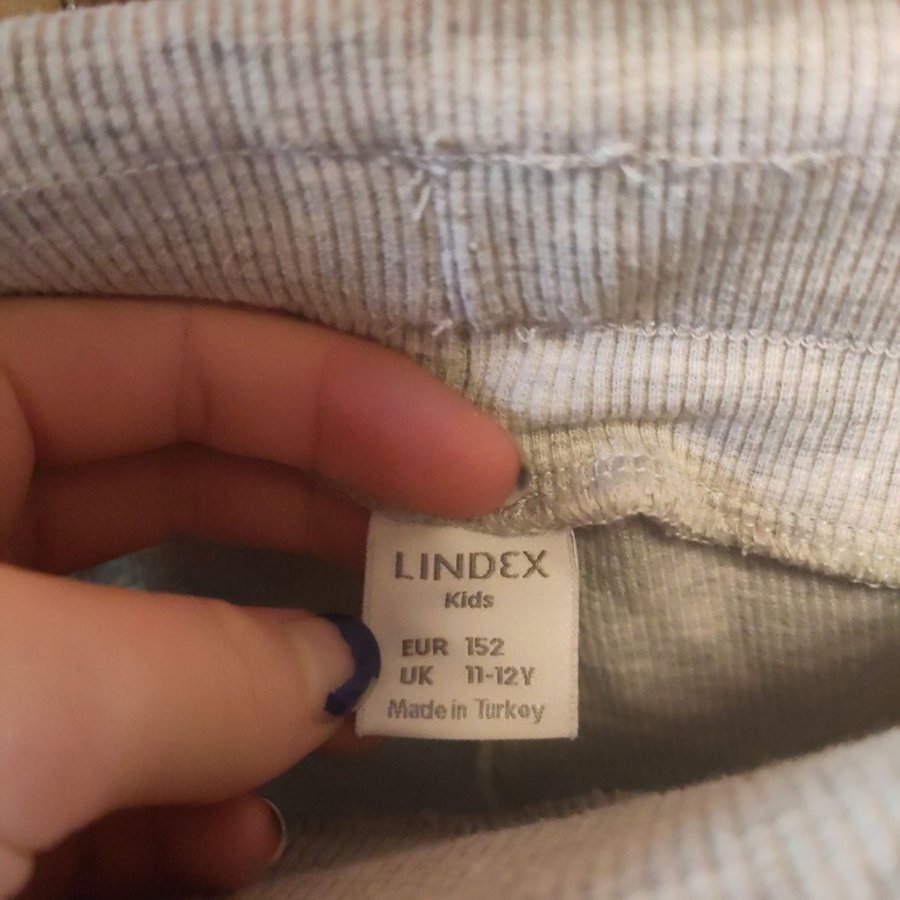 LINDEX
Kids
EUR 152
UK 11-12Y
Made in Turkey